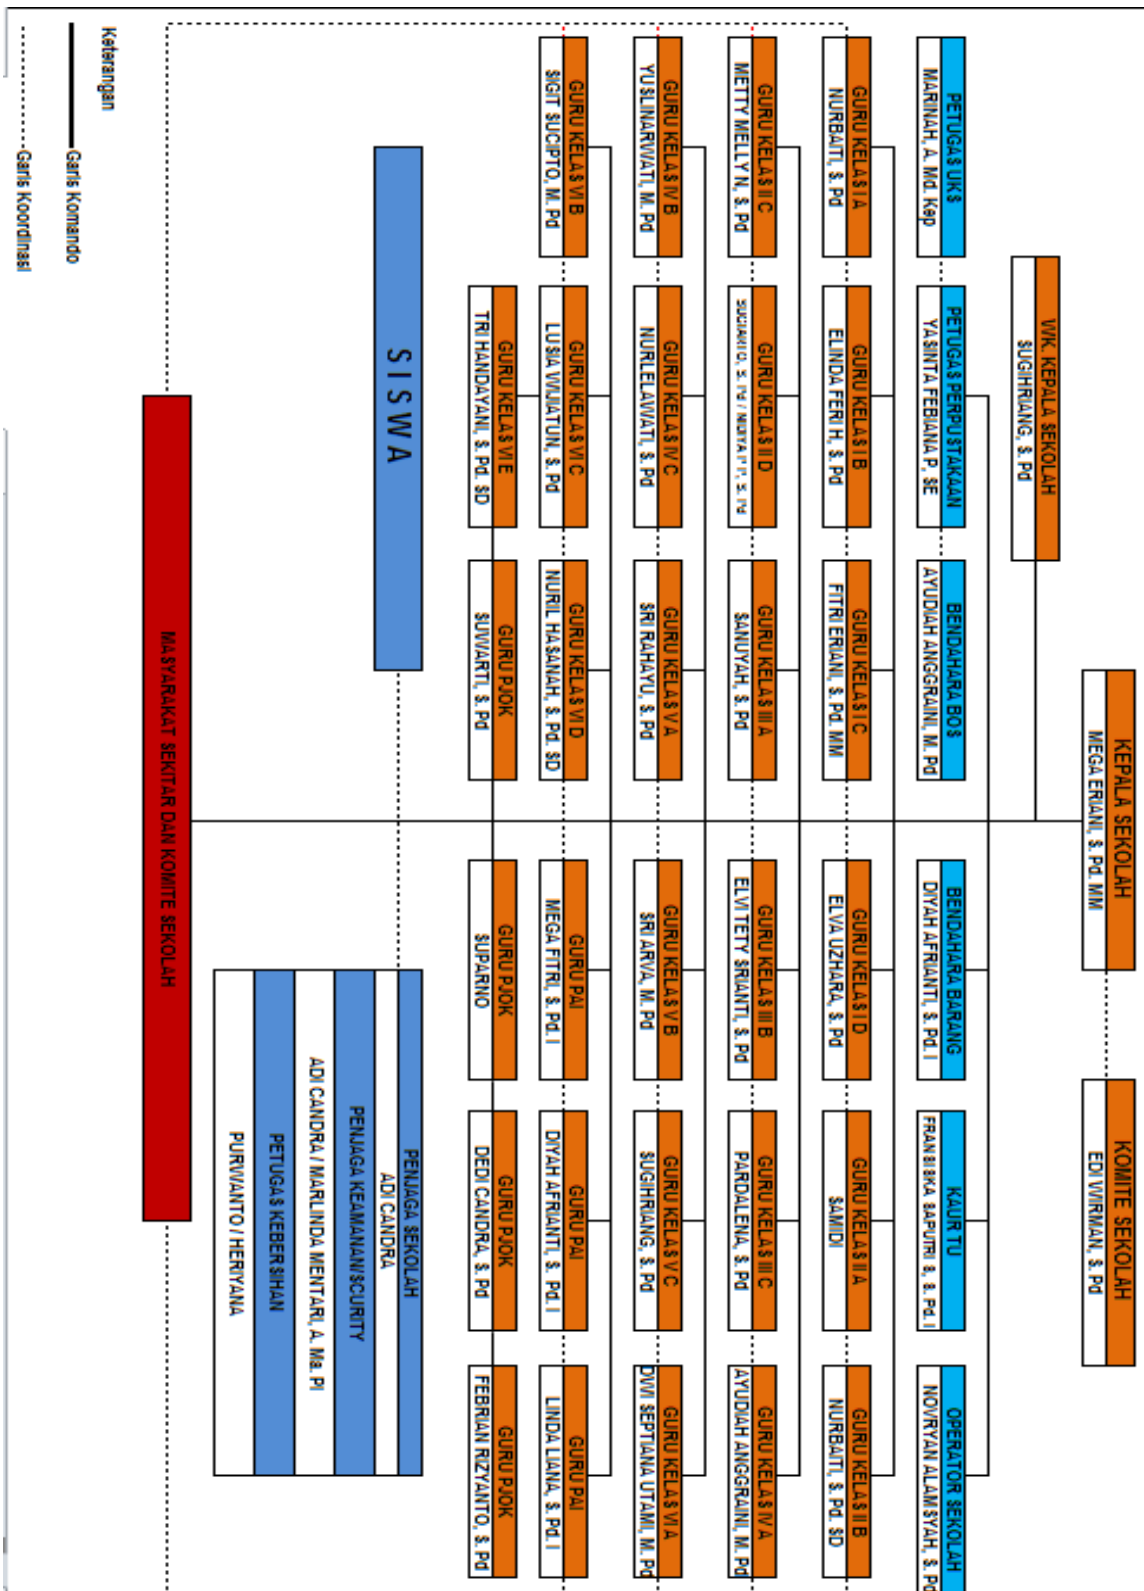 KEPALA SEKOLAH
MEGA ERIANI, S. Pd. MM
KOMITE SEKOLAH
EDI WIRMAN, S. Pd
WK. KEPALA SEKOLAH
SUGIHRIANG, S. Pd
PETUGAS UKS
MARINAH, A. Md. Kep
PETUGAS PERPUSTAKAAN
YASINTA FEBIANA P, SE
BENDAHARA BOS
AYUDIAH ANGGRAINI, M. Pd
BENDAHARA BARANG
DIYAH AFRIANTI, S. Pd. I
KAUR TU
FRANSISKA SAPUTRI S, S. Pd. I
OPERATOR SEKOLAH
NOVRYAN ALAMSYAH, S. Pd
GURU KELAS I A
NURBAITI, S. Pd
GURU KELAS I B
ELINDA FERI H, S. Pd
GURU KELAS I C
FITRI ERIANI, S. Pd. MM
GURU KELAS I D
ELVA UZHARA, S. Pd
GURU KELAS II A
SAMIDI
GURU KELAS II B
NURBAITI, S. Pd. SD
GURU KELAS II C
METTY MELLY N, S. Pd
GURU KELAS II D
S. Pd / P, S. Pd
GURU KELAS III A
SANUYAH, S. Pd
GURU KELAS III B
ELVI TETY SRIANTI, S. Pd
GURU KELAS III C
PARDALENA, S. Pd
GURU KELAS IV A
AYUDIAH ANGGRAINI, M. Pd
GURU KELAS IV B
YUSLINARWATI, M. Pd
GURU KELAS IV C
NURLELAWATI, S. Pd
GURU KELAS V A
SRI RAHAYU, S. Pd
GURU KELAS V B
SRI ARVA, M. Pd
GURU KELAS V C
SUGIHRIANG, S. Pd
GURU KELAS VI A
DWI SEPTIANA UTAMI, M. Pd
GURU KELAS VI B
SIGIT SUCIPTO, M. Pd
GURU KELAS VI C
LUSIA WUIATUN, S. Pd
GURU KELAS VI D
NURIL HASANAH, S. Pd. SD
GURU PAI
MEGA FITRI, S. Pd. I
GURU PAI
DIYAH AFRIANTI, S. Pd. I
GURU PAI
LINDA LIANA, S. Pd. I
GURU KELAS VI E
TRI HANDAYANI, S. Pd. SD
GURU PJOK
SUWARTI, S. Pd
GURU PJOK
SUPARNO
GURU PJOK
DEDI CANDRA, S. Pd
GURU PJOK
FEBRIAN RIZYANTO, S. Pd
SISWA
PENJAGA SEKOLAH
ADI CANDRA
PENJAGA KEAMANAN/SCURITY
ADI CANDRA / MARLINDA MENTARI, A. Ma. Pl
PETUGAS KEBERSIHAN
PURWANTO / HERIYANA
MASYARAKAT SEKITAR DAN KOMITE SEKOLAH
Keterangan
Garis Komando
Garis Koordinasi